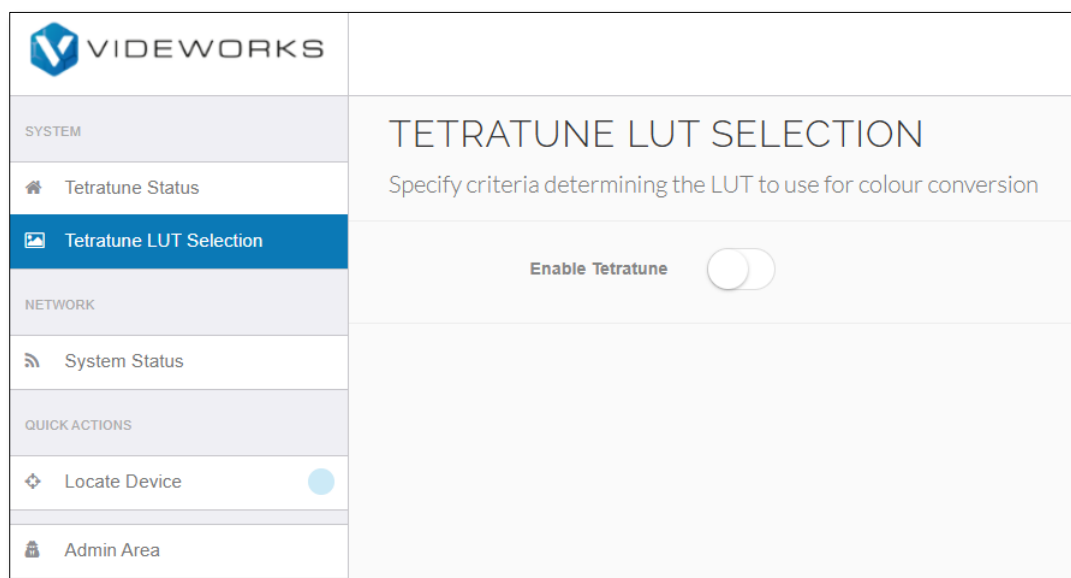 VIDEWORKS
SYSTEM
Tetratune Status
Tetratune LUT Selection
NETWORK
System Status
QUICK ACTIONS
Locate Device
Admin Area
TETRATUNE LUT SELECTION
Specify criteria determining the LUT to use for colour conversion
Enable Tetratune